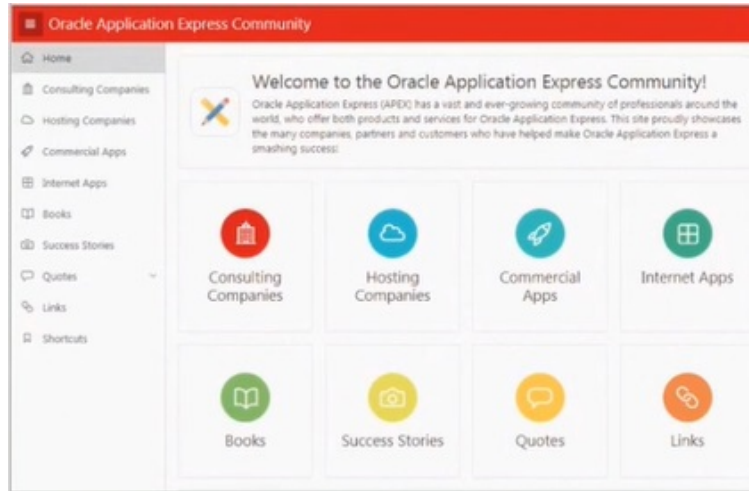 Oracle Application Express Community
Home
Consulting Companies
Hosting Companies
Commercial Apps
Internet Apps
Books
Success Stories
Quotes
Links
Shortcuts
Welcome to the Oracle Application Express Community!
Oracle Application Express (APEX) has a vast and ever-growing community of professionals around the
world, who offer both products and services for Oracle Application Express. This site proudly showcases
the many companies, partners and customers who have helped make Oracle Application Express a
smashing success!
Consulting
Companies
Hosting
Companies
Commercial
Apps
Internet Apps
Books
Success Stories
Quotes
Links